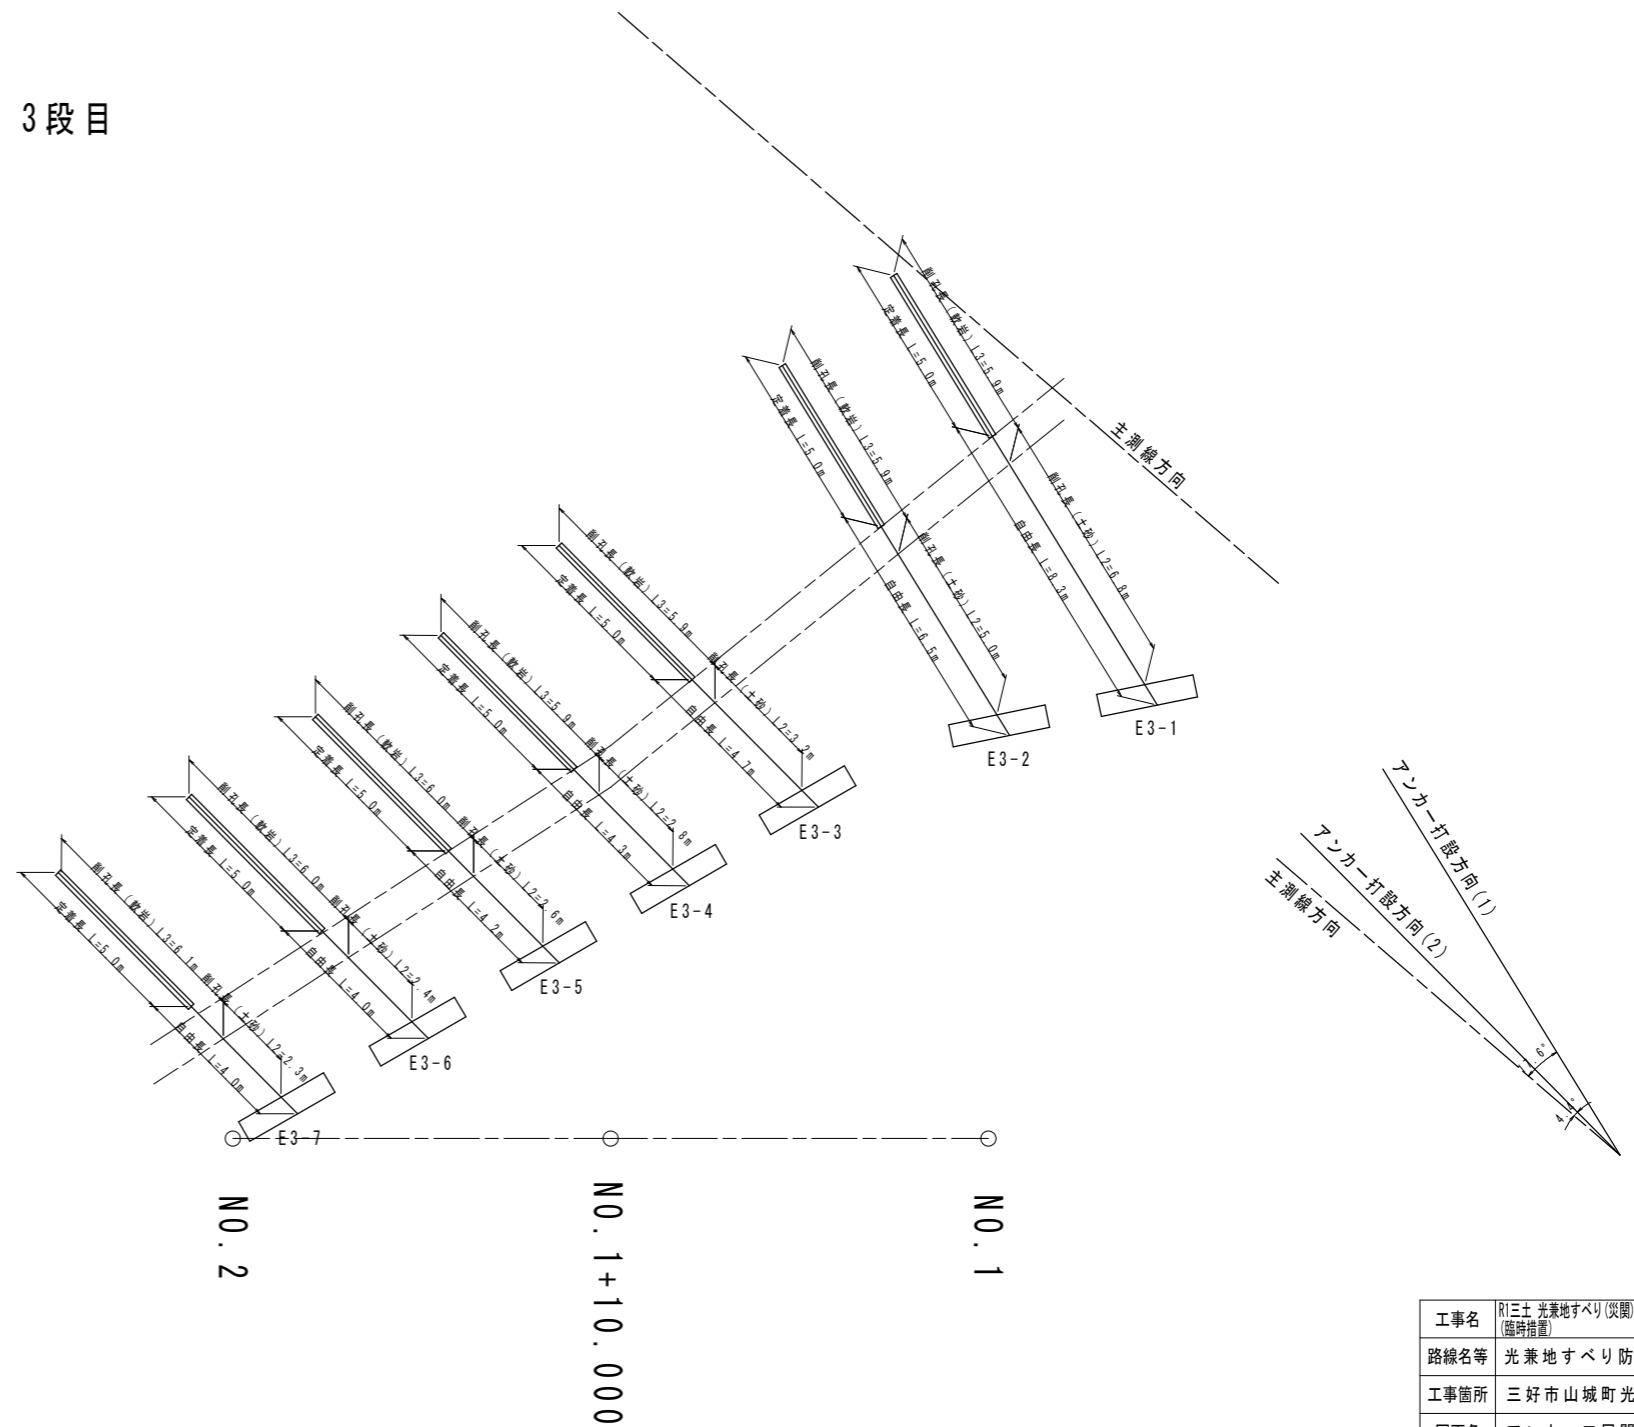 3段目
削孔長(軟岩)L3=5.9m
定着長 L=5.0m
削孔長(土砂)L2=6.8m
自由長 L=8.3m
E3-1
削孔長(軟岩)L3=5.9m
定着長 L=5.0m
削孔長(土砂)L2=5.0m
自由長 L=6.5m
E3-2
削孔長(軟岩)L3=5.9m
定着長 L=5.0m
削孔長(土砂)L2=3.2m
自由長 L=4.7m
E3-3
削孔長(軟岩)L3=5.9m
定着長 L=5.0m
削孔長(土砂)L2=2.8m
自由長 L=4.3m
E3-4
削孔長(軟岩)L3=6.0m
定着長 L=5.0m
削孔長(土砂)L2=2.6m
自由長 L=4.2m
E3-5
削孔長(軟岩)L3=6.0m
定着長 L=5.0m
削孔長(土砂)L2=2.4m
自由長 L=4.0m
E3-6
削孔長(軟岩)L3=6.1m
定着長 L=5.0m
削孔長(土砂)L2=2.3m
自由長 L=4.0m
E3-7
主測線方向
アンカー打設方向(1)
アンカー打設方向(2)
主測線方向
NO.2
NO.1+10.000
NO.1
工事名
R1三土 光兼地すべり(災関)
(臨時措置)
路線名等
光兼地すべり防
工事箇所
三好市山城町光